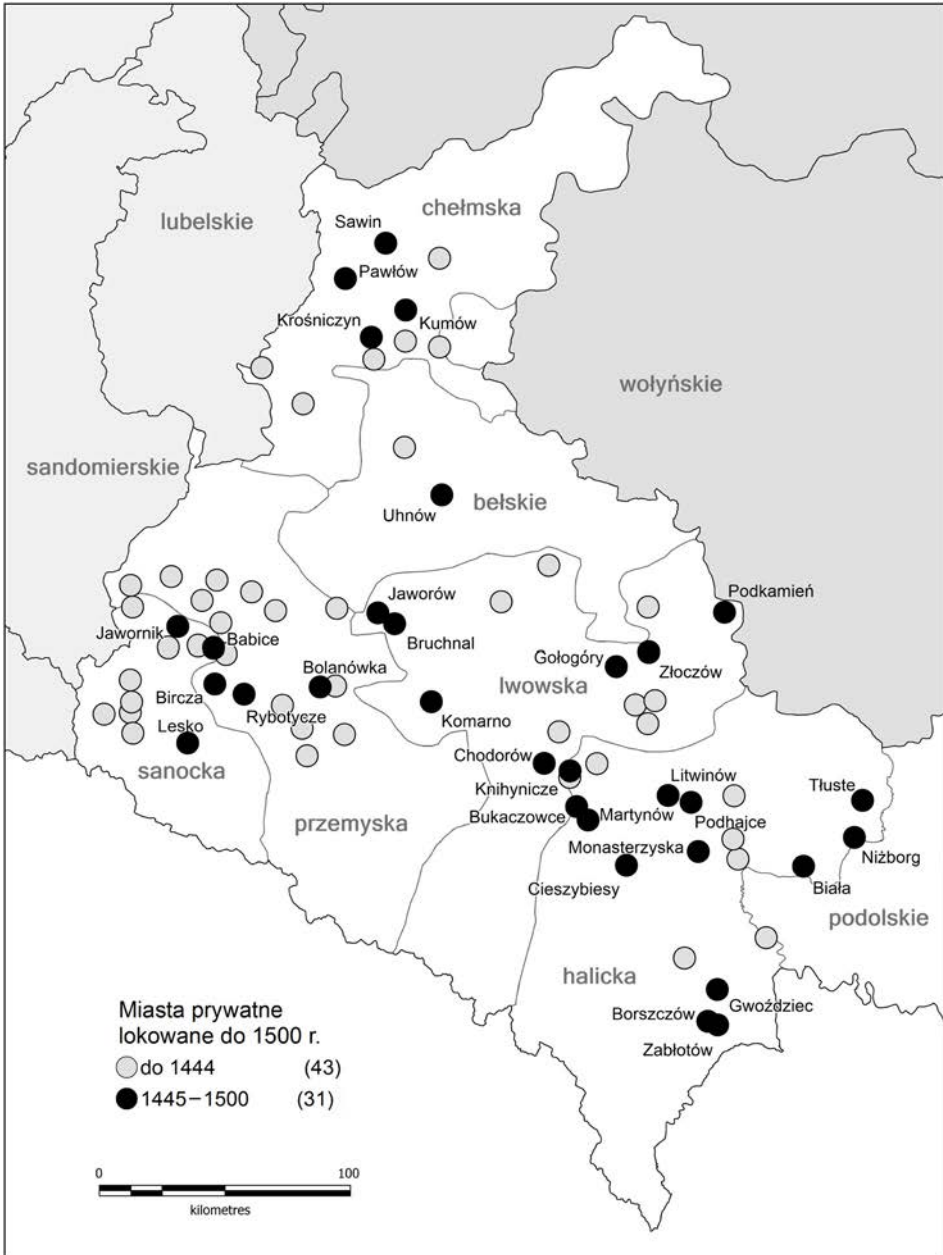 chełmska
lubelskie
Sawin
Pawłów
Krośniczyn
Kumów
wołyńskie
sandomierskie
Uhnów
bełskie
Jaworów
Bruchnal
Podkamień
Jawornik
Babice
Bolanówka
Gołogóry
Złoczów
lwowska
Bircza
Rybotycze
Komarno
Lesko
sanocka
Chodorów
Knihynicze
Litwinów
Tłuste
Bukaczowce
Martynów
Podhajce
przemyska
Monasterzyska
Niżborg
Cieszybiesy
Biała
podolskie
halicka
Gwoździec
Borszczów
Zabłotów
Miasta prywatne
lokowane do 1500 r.
do 1444 (43)
1445–1500 (31)
0 100
kilometres